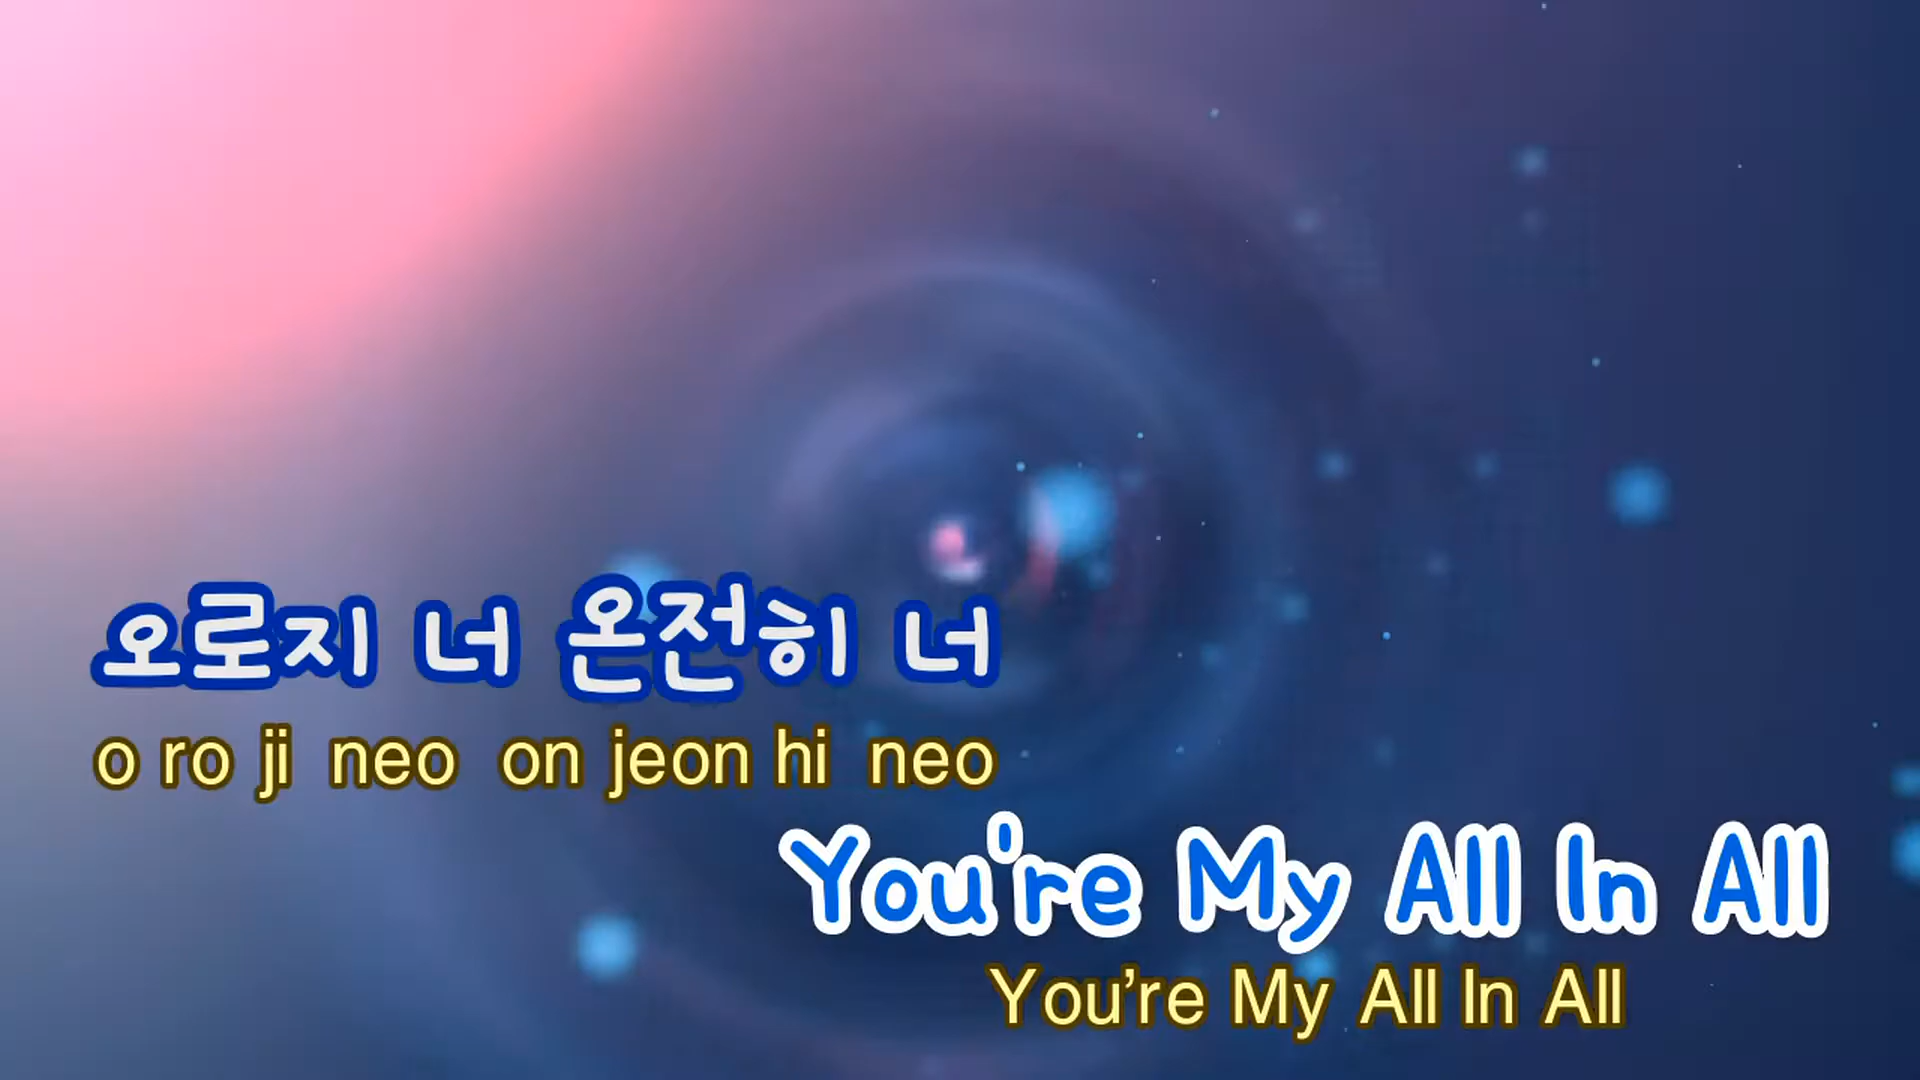 오로지 너 온전히 너
o ro ji neo on jeon hi neo
You're My All In All
You’re My All In All